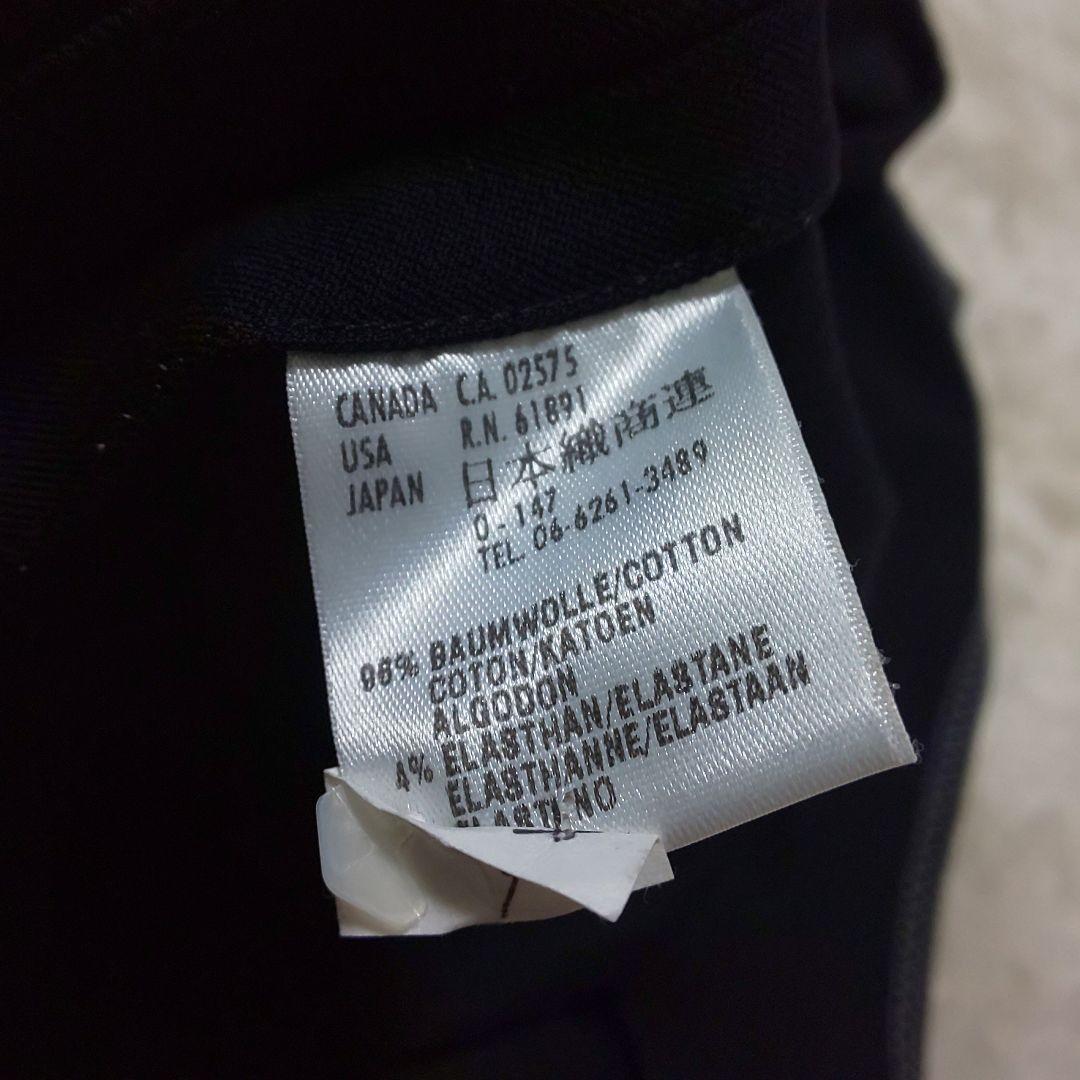 CANADA C.A. 02575
USA R.N. 61891
JAPAN 日本織商連
0-147
TEL. 06-6261-3489
96% BAUMWOLLE/COTTON
COTON/KATOEN
ALGODON
4% ELASTHAN/ELASTANE
ELASTHANNE/ELASTAAN